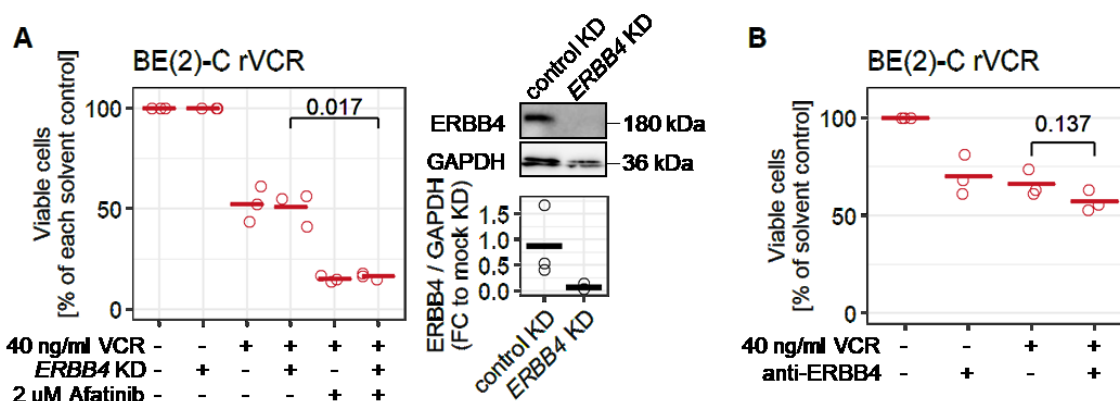 A
BE(2)-C rVCR
Viable cells
[% of each solvent control]
100
50
0
0.017
40 ng/ml VCR - - + + + +
ERBB4 KD - + - + - +
2 uM Afatinib - - - - + +
control KD
ERBB4 KD
ERBB4
180 kDa
GAPDH
36 kDa
ERBB4 / GAPDH
(FC to mock KD)
1.5
1.0
0.5
0.0
control KD
ERBB4 KD
B
BE(2)-C rVCR
Viable cells
[% of solvent control]
100
50
0
0.137
40 ng/ml VCR - - + +
anti-ERBB4 - + - +